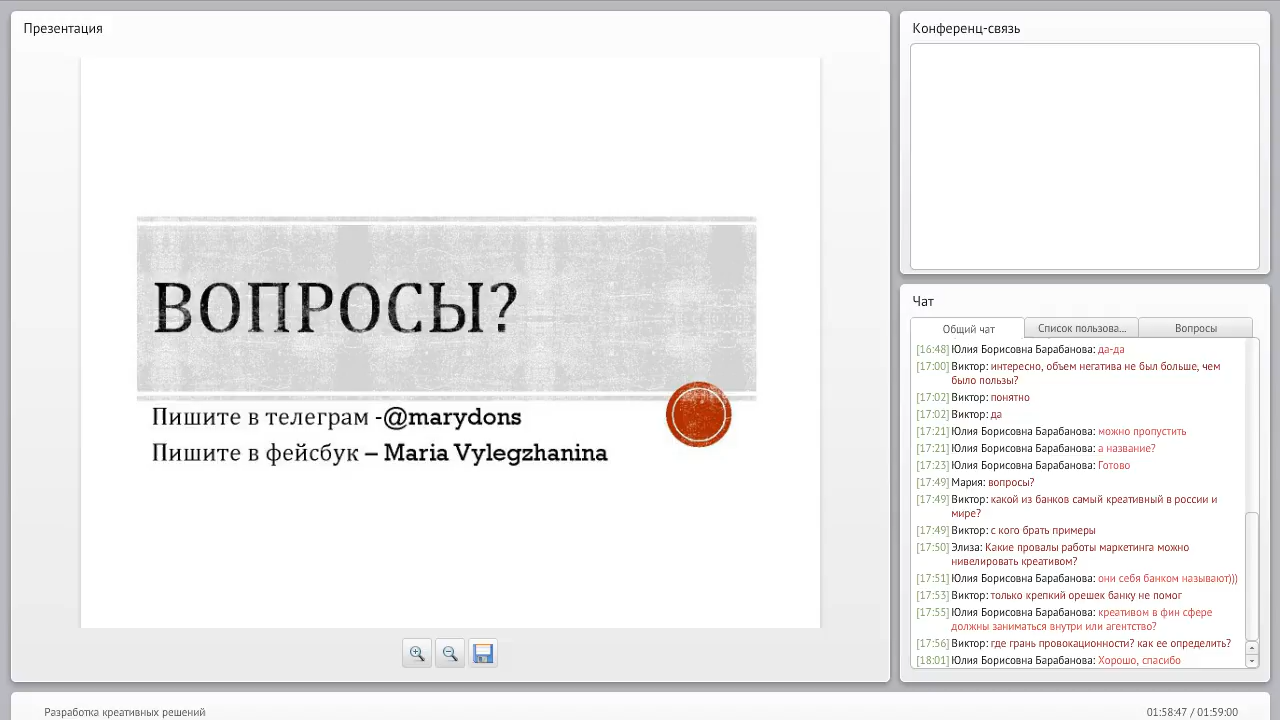 Презентация
ВОПРОСЫ?
Пишите в телеграм -@marydons
Пишите в фейсбук – Maria Vylegzhanina
Конференц-связь
Чат
Общий чат
Список пользова...
Вопросы
[16:48] Юлия Борисовна Барабанова: да-да
[17:00] Виктор: интересно, объем негатива не был больше, чем
было пользы?
[17:02] Виктор: понятно
[17:02] Виктор: да
[17:21] Юлия Борисовна Барабанова: можно пропустить
[17:21] Юлия Борисовна Барабанова: а название?
[17:23] Юлия Борисовна Барабанова: Готово
[17:49] Мария: вопросы?
[17:49] Виктор: какой из банков самый креативный в россии и
мире?
[17:49] Виктор: с кого брать примеры
[17:50] Элиза: Какие провалы работы маркетинга можно
нивелировать креативом?
[17:51] Юлия Борисовна Барабанова: они себя банком называют)))
[17:53] Виктор: только крепкий орешек банку не помог
[17:55] Юлия Борисовна Барабанова: креативом в фин сфере
должны заниматься внутри или агентство?
[17:56] Виктор: где грань провокационности? как ее определить?
[18:01] Юлия Борисовна Барабанова: Хорошо, спасибо
Разработка креативных решений
01:58:47 / 01:59:00